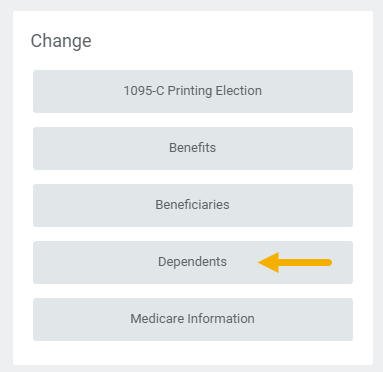 Change
1095-C Printing Election
Benefits
Beneficiaries
Dependents
Medicare Information